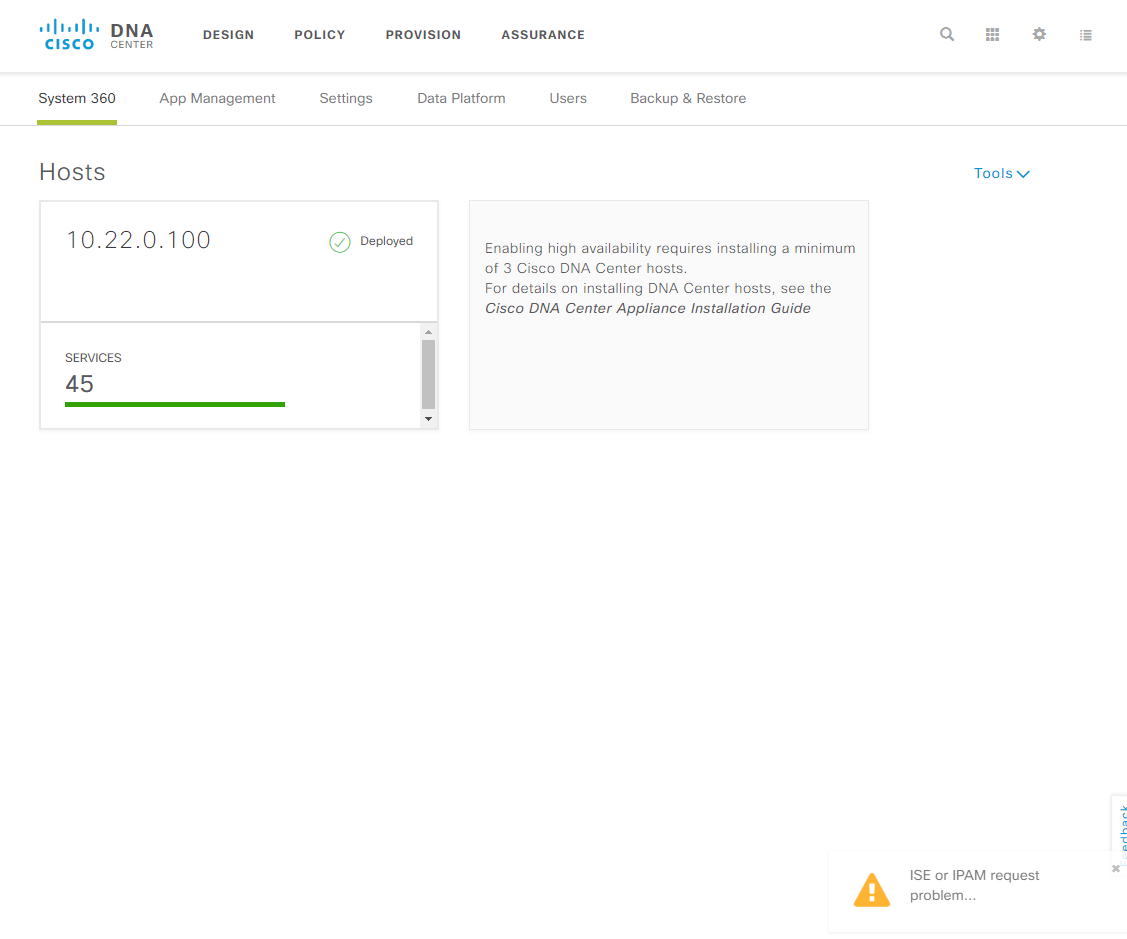 CISCO DNA CENTER
DESIGN POLICY PROVISION ASSURANCE
System 360 App Management Settings Data Platform Users Backup & Restore
Hosts
Tools
10.22.0.100
Deployed
SERVICES
45
Enabling high availability requires installing a minimum
of 3 Cisco DNA Center hosts.
For details on installing DNA Center hosts, see the
Cisco DNA Center Appliance Installation Guide
Feedback
ISE or IPAM request
problem...